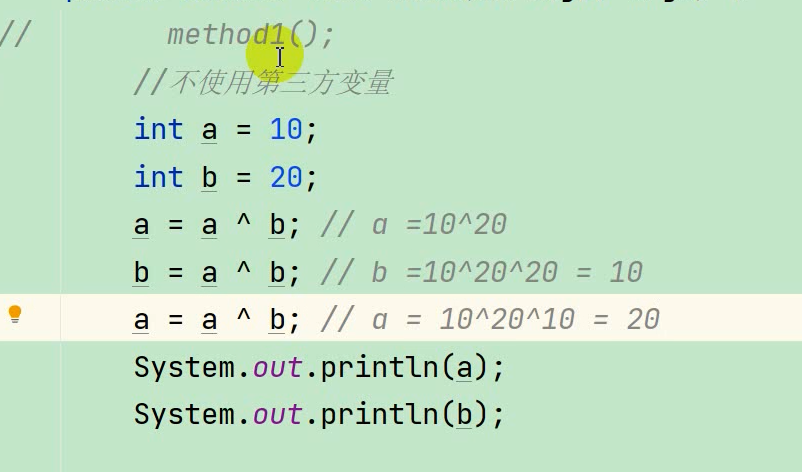 // method1();
//不使用第三方变量
int a = 10;
int b = 20;
a = a ^ b; // a =10^20
b = a ^ b; // b =10^20^20 = 10
a = a ^ b; // a = 10^20^10 = 20
System.out.println(a);
System.out.println(b);